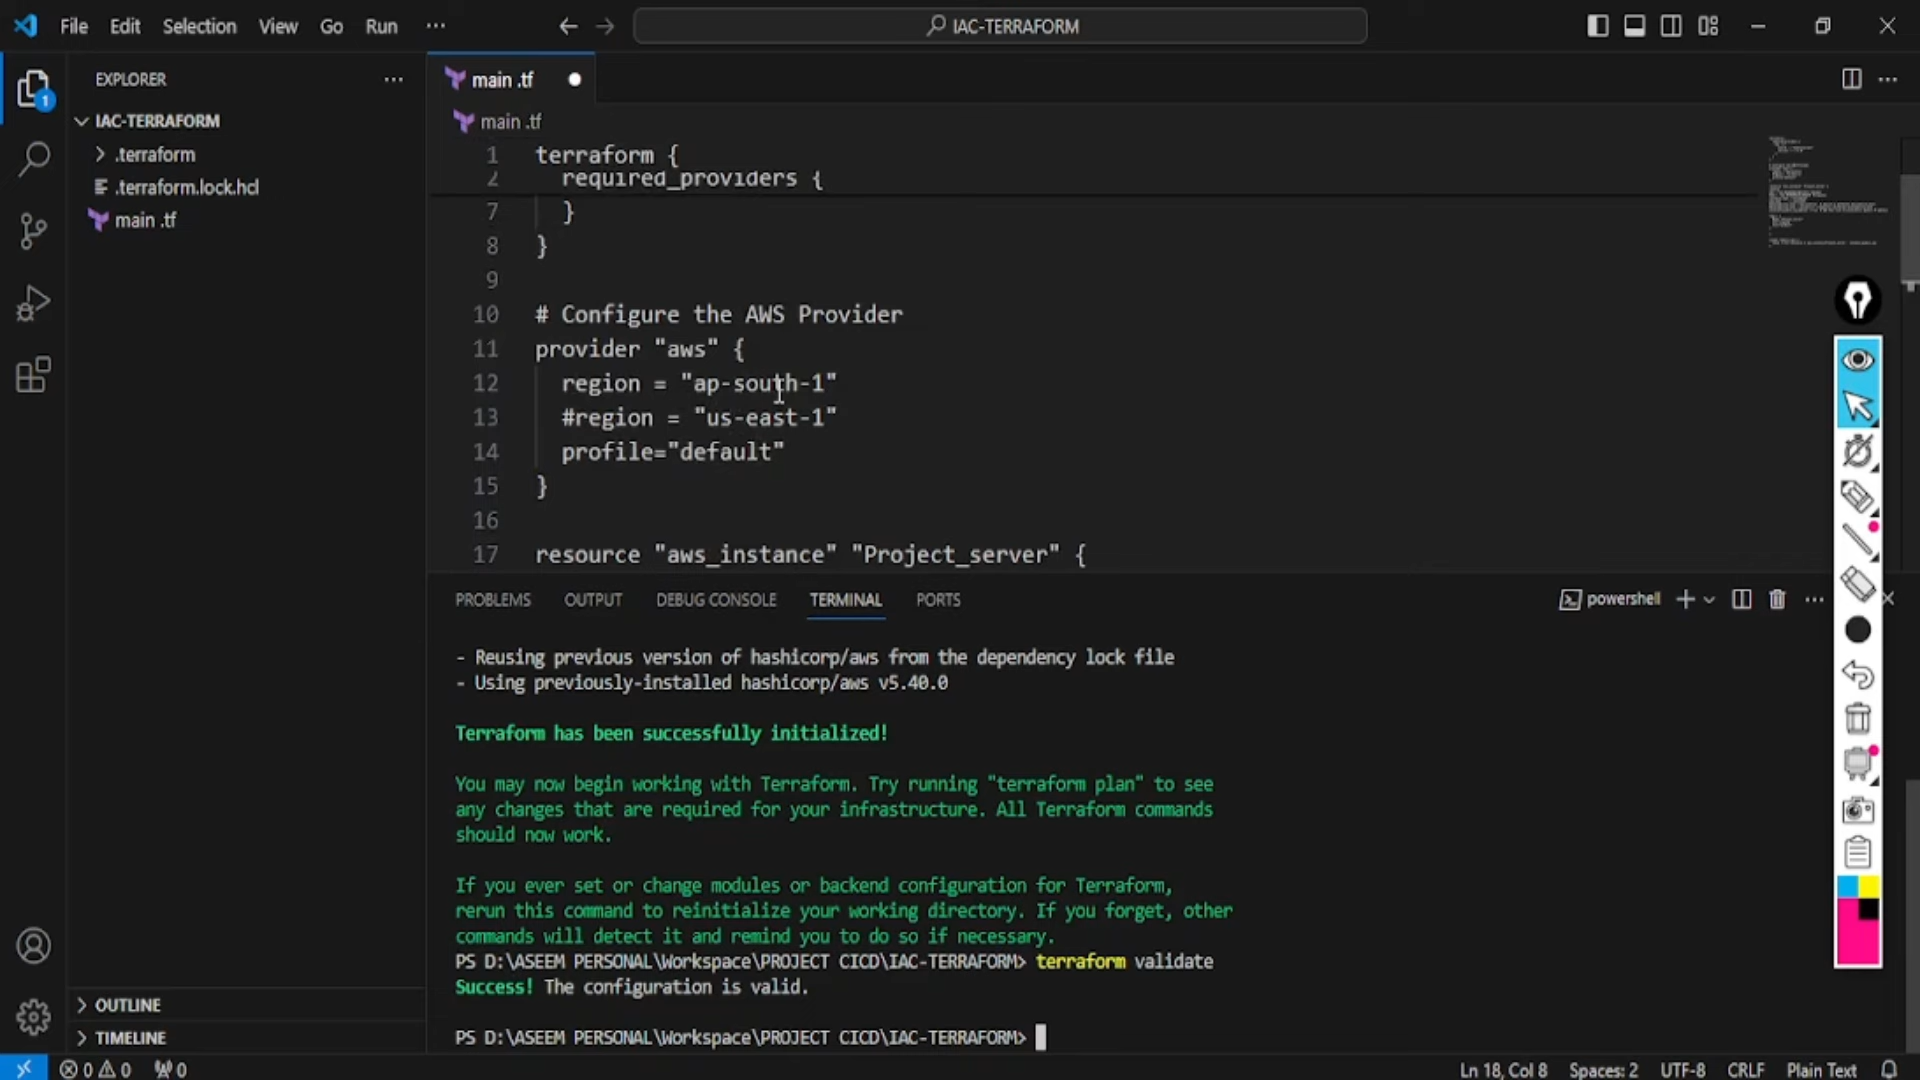 File Edit Selection View Go Run ··· IAC-TERRAFORM
EXPLORER ···
1
IAC-TERRAFORM
.terraform
.terraform.lock.hcl
main .tf
main .tf
main .tf
1 terraform {
2 required_providers {
7 }
8 }
9
10 # Configure the AWS Provider
11 provider "aws" {
12 region = "ap-south-1"
13 #region = "us-east-1"
14 profile="default"
15 }
16
17 resource "aws_instance" "Project_server" {
PROBLEMS OUTPUT DEBUG CONSOLE TERMINAL PORTS powershell
- Reusing previous version of hashicorp/aws from the dependency lock file
- Using previously-installed hashicorp/aws v5.40.0
Terraform has been successfully initialized!
You may now begin working with Terraform. Try running "terraform plan" to see
any changes that are required for your infrastructure. All Terraform commands
should now work.
If you ever set or change modules or backend configuration for Terraform,
rerun this command to reinitialize your working directory. If you forget, other
commands will detect it and remind you to do so if necessary.
PS D:\ASEEM PERSONAL\Workspace\PROJECT CICD\IAC-TERRAFORM> terraform validate
Success! The configuration is valid.
PS D:\ASEEM PERSONAL\Workspace\PROJECT CICD\IAC-TERRAFORM>
OUTLINE
TIMELINE
0 0 0 Ln 18, Col 8 Spaces: 2 UTF-8 CRLF Plain Text